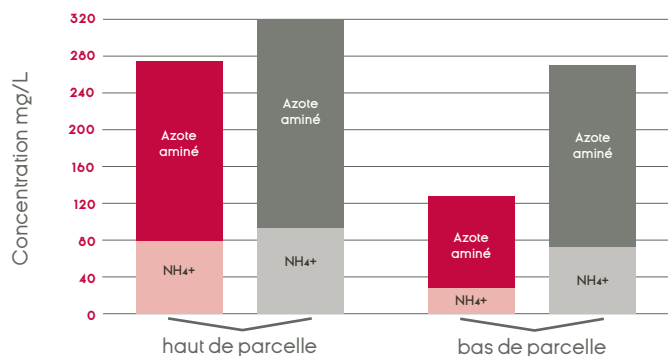 Concentration mg/L
320
280
240
200
160
120
80
40
0
Azote
aminé
NH4+
Azote
aminé
NH4+
Azote
aminé
NH4+
Azote
aminé
NH4+
haut de parcelle
bas de parcelle